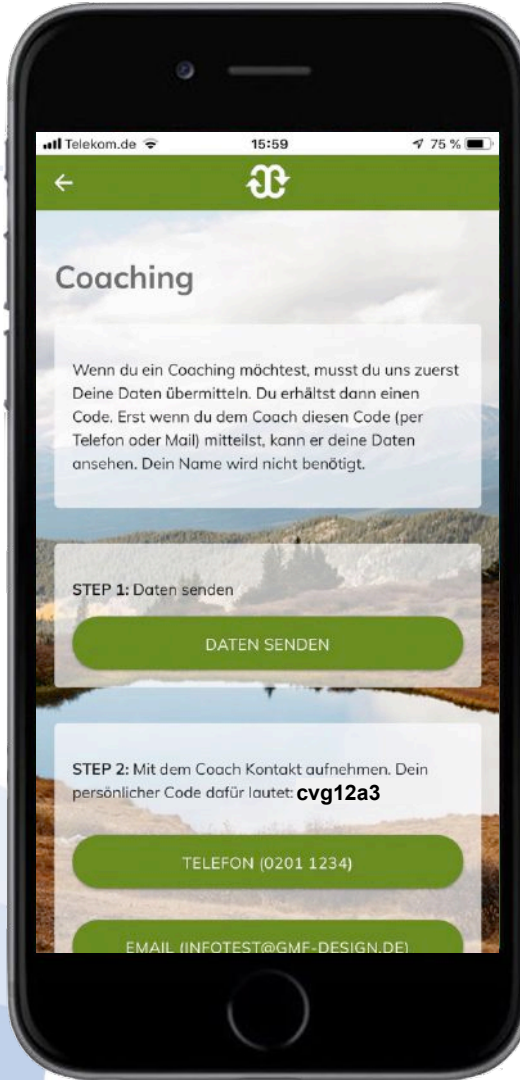 Telekom.de 15:59 75 %
Coaching
Wenn du ein Coaching möchtest, musst du uns zuerst
Deine Daten übermitteln. Du erhältst dann einen
Code. Erst wenn du dem Coach diesen Code (per
Telefon oder Mail) mitteilst, kann er deine Daten
ansehen. Dein Name wird nicht benötigt.
STEP 1: Daten senden
DATEN SENDEN
STEP 2: Mit dem Coach Kontakt aufnehmen. Dein
persönlicher Code dafür lautet: cvg12a3
TELEFON (0201 1234)
EMAIL (INFOTEST@GMF-DESIGN.DE)